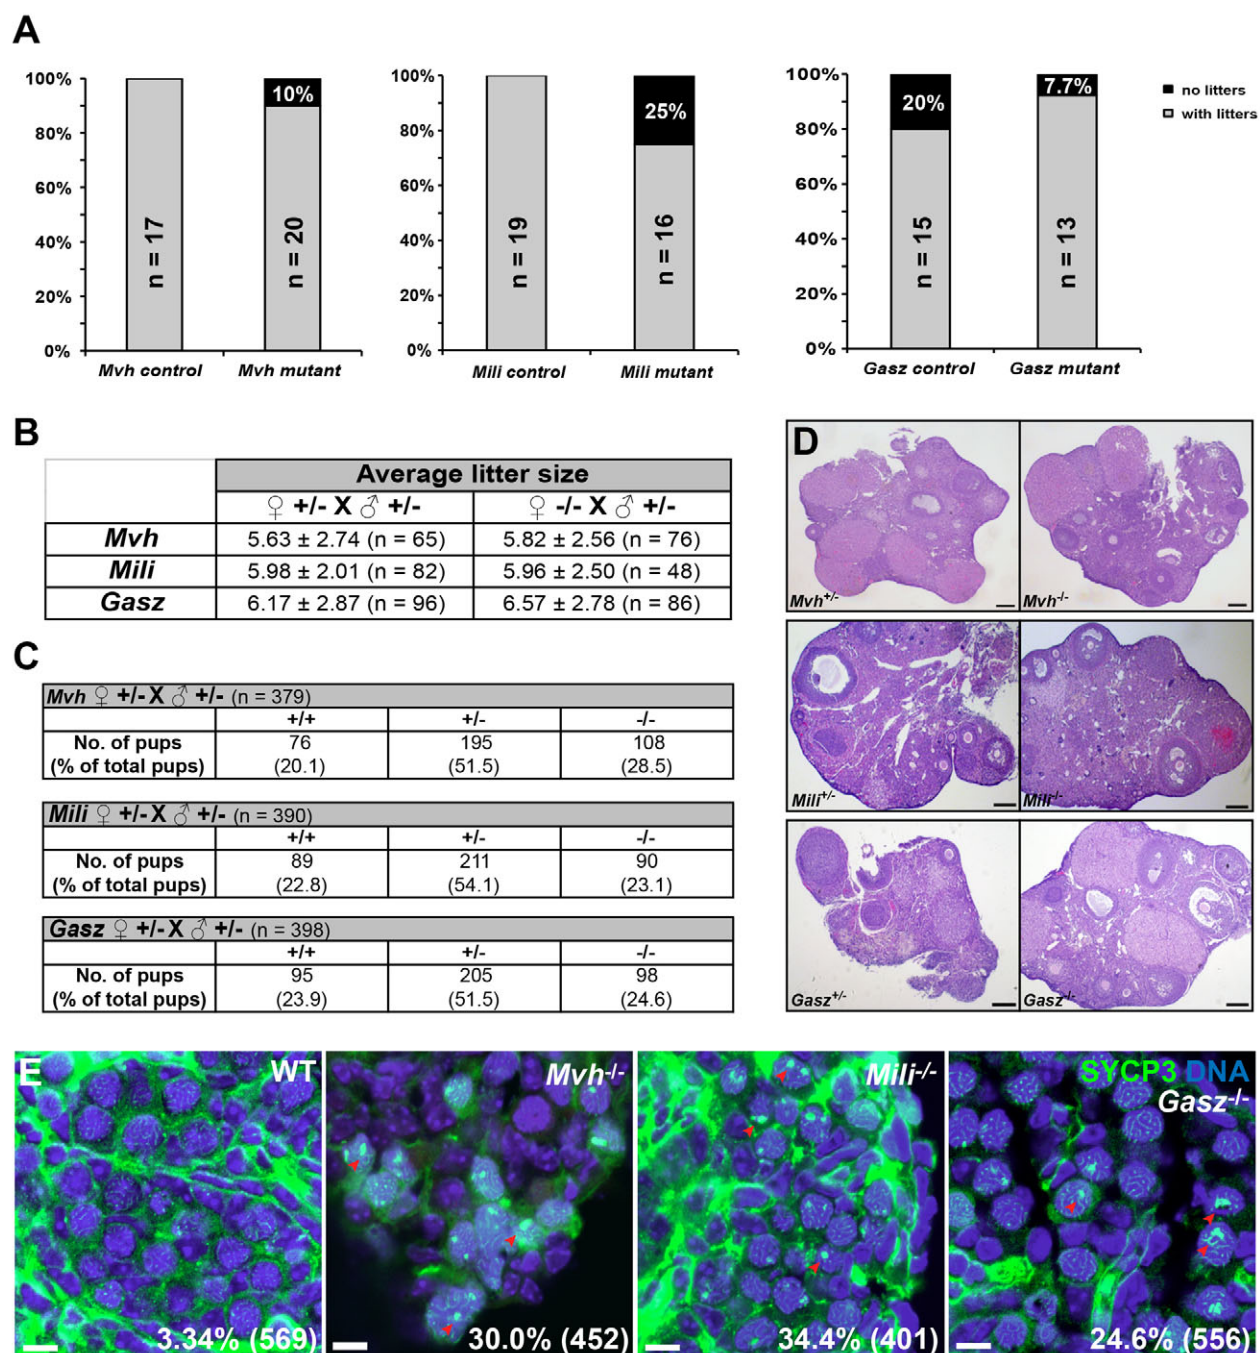 A
100%
80%
60%
40%
20%
0%
10%
n = 17
n = 20
Mvh control
Mvh mutant
100%
80%
60%
40%
20%
0%
25%
n = 19
n = 16
Mili control
Mili mutant
100%
80%
60%
40%
20%
0%
20%
7.7%
n = 15
n = 13
Gasz control
Gasz mutant
no litters
with litters
B
Average litter size
♀ +/- X ♂ +/-
♀ -/- X ♂ +/-
Mvh 5.63 ± 2.74 (n = 65) 5.82 ± 2.56 (n = 76)
Mili 5.98 ± 2.01 (n = 82) 5.96 ± 2.50 (n = 48)
Gasz 6.17 ± 2.87 (n = 96) 6.57 ± 2.78 (n = 86)
C
Mvh ♀ +/- X ♂ +/- (n = 379)
+/+ +/- -/-
No. of pups 76 195 108
(% of total pups) (20.1) (51.5) (28.5)
Mili ♀ +/- X ♂ +/- (n = 390)
+/+ +/- -/-
No. of pups 89 211 90
(% of total pups) (22.8) (54.1) (23.1)
Gasz ♀ +/- X ♂ +/- (n = 398)
+/+ +/- -/-
No. of pups 95 205 98
(% of total pups) (23.9) (51.5) (24.6)
D
Mvh+/-
Mvh-/-
Mili+/-
Mili-/-
Gasz+/-
Gasz-/-
E
WT
3.34% (569)
Mvh-/-
30.0% (452)
Mili-/-
34.4% (401)
SYCP3 DNA
Gasz-/-
24.6% (556)